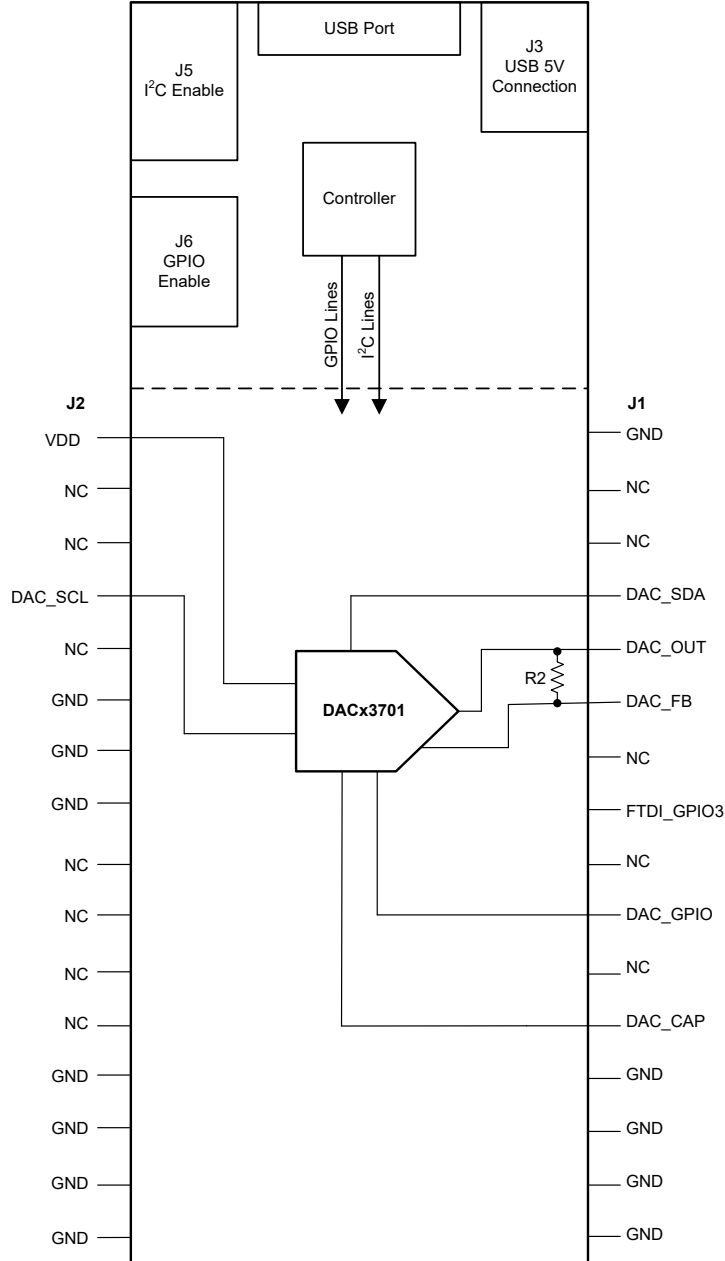 USB Port
J5
I²C Enable
J3
USB 5V
Connection
Controller
J6
GPIO
Enable
GPIO Lines
I²C Lines
J2
J1
VDD
GND
NC
NC
NC
NC
DAC_SCL
DAC_SDA
NC
DAC_OUT
R2
GND
DACx3701
DAC_FB
GND
NC
GND
FTDI_GPIO3
NC
NC
NC
DAC_GPIO
NC
NC
NC
DAC_CAP
GND
GND
GND
GND
GND
GND
GND
GND